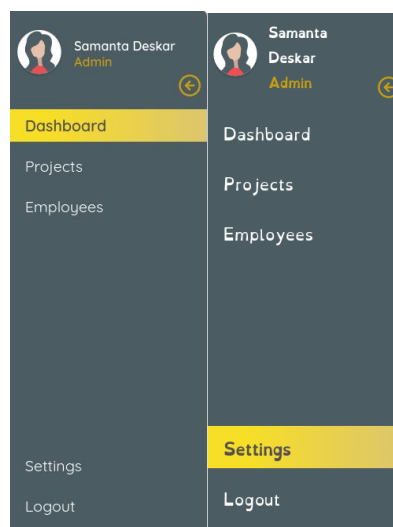 Samanta Deskar
Admin
Dashboard
Projects
Employees
Settings
Logout
Samanta
Deskar
Admin
Dashboard
Projects
Employees
Settings
Logout